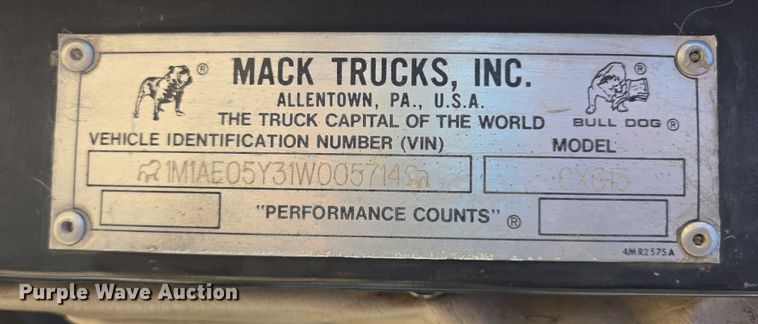 MACK TRUCKS, INC.
ALLENTOWN, PA., U.S.A.
THE TRUCK CAPITAL OF THE WORLD
®
BULL DOG ®
VEHICLE IDENTIFICATION NUMBER (VIN)
MODEL
1M1AE05Y31W005714
CX613
"PERFORMANCE COUNTS" ®
4MR2575A
Purple Wave Auction